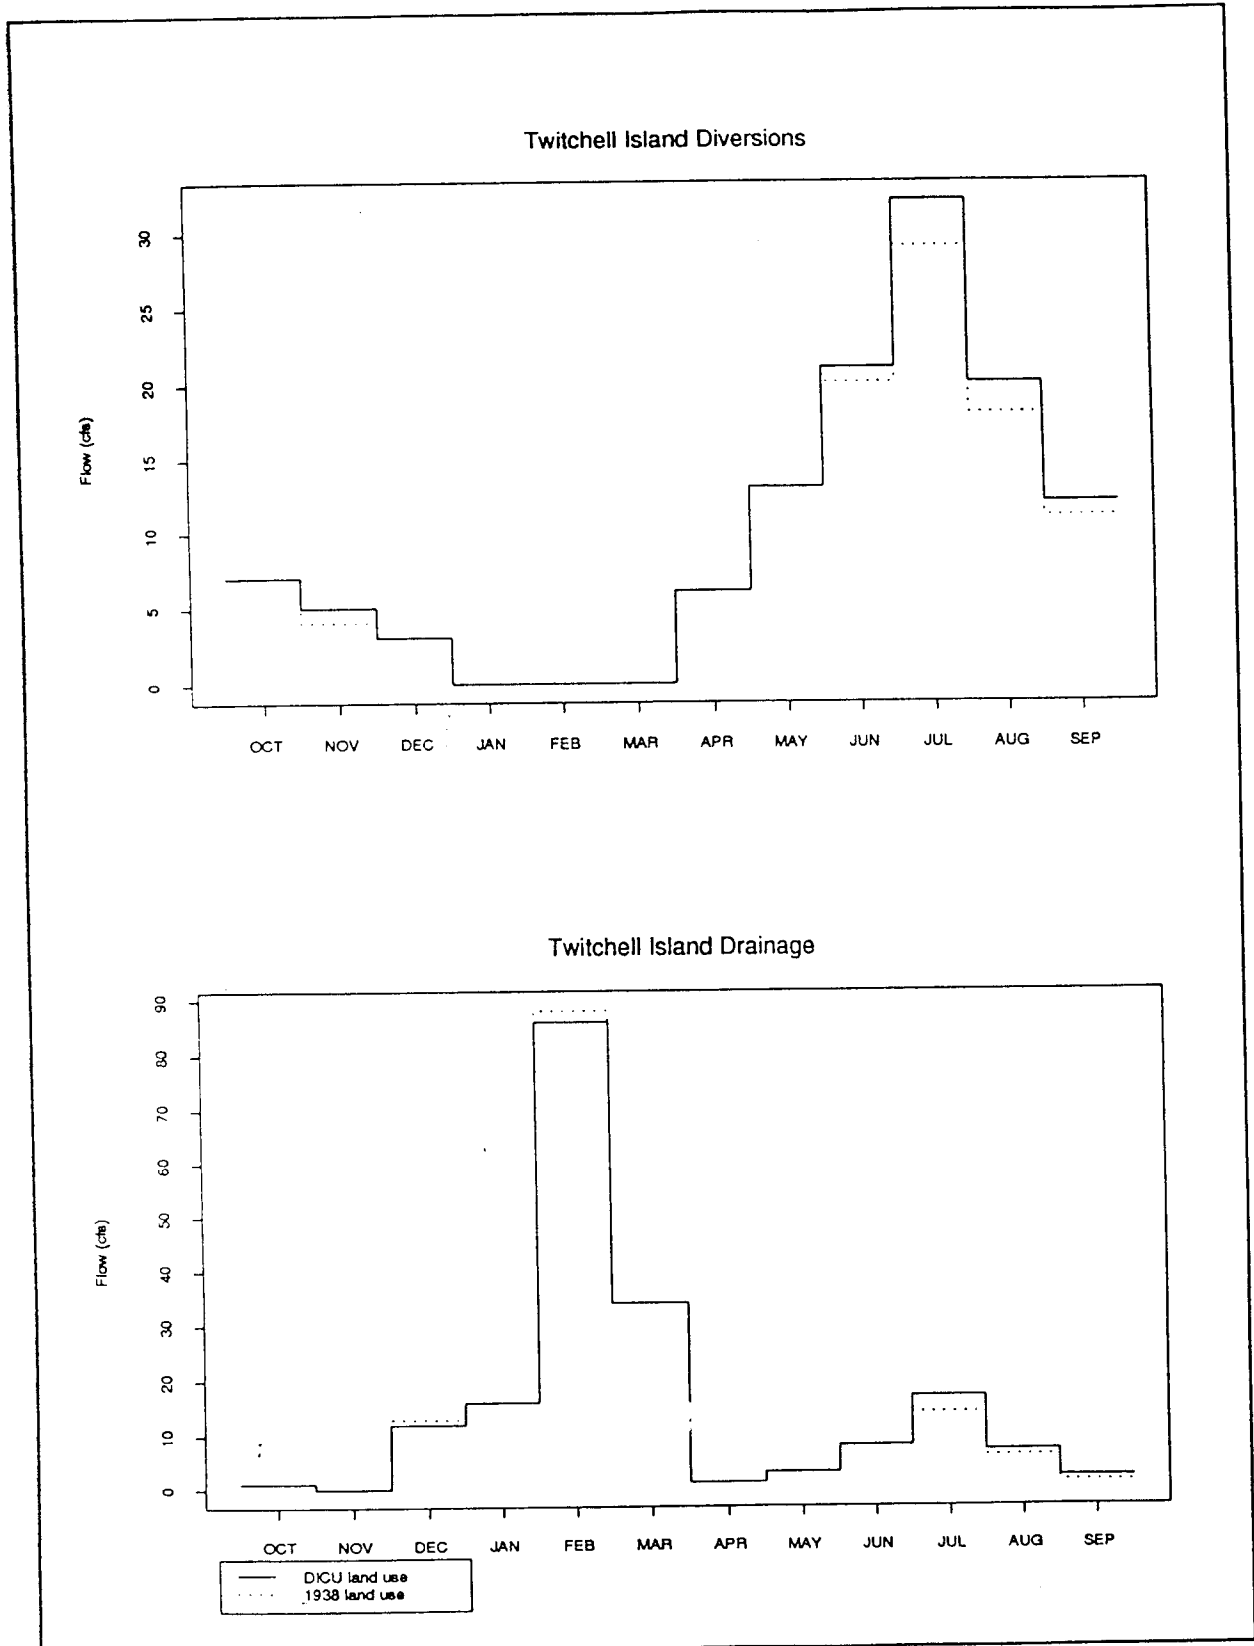 Twitchell Island Diversions
30
25
20
15
10
5
0
Flow (cfs)
OCT NOV DEC JAN FEB MAR APR MAY JUN JUL AUG SEP
Twitchell Island Drainage
90
80
70
60
50
40
30
20
10
0
Flow (cfs)
OCT NOV DEC JAN FEB MAR APR MAY JUN JUL AUG SEP
DICU land use
1938 land use